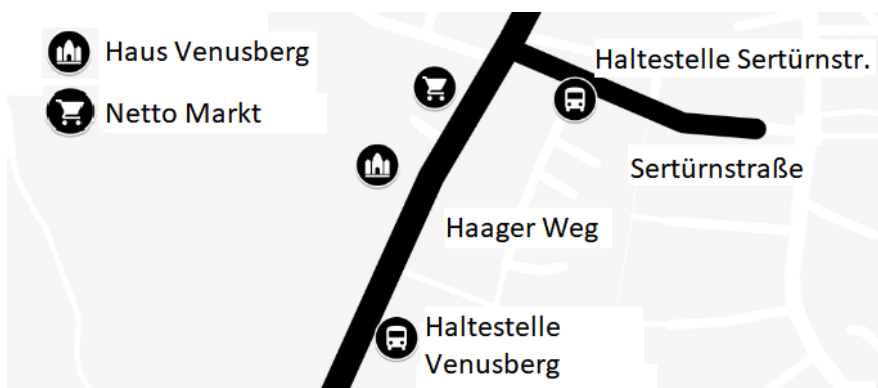 Haus Venusberg
Netto Markt
Haltestelle Sertürnstr.
Sertürnstraße
Haager Weg
Haltestelle
Venusberg